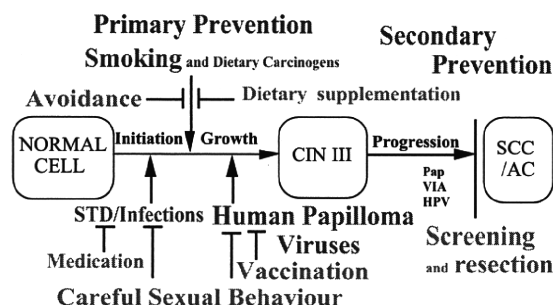 Primary Prevention
Secondary
Prevention
Smoking and Dietary Carcinogens
Avoidance
Dietary supplementation
NORMAL
CELL
Initiation
Growth
CIN III
Progression
SCC
/AC
Pap
VIA
HPV
STD/Infections
Human Papilloma
Viruses
Screening
and resection
Medication
Vaccination
Careful Sexual Behaviour